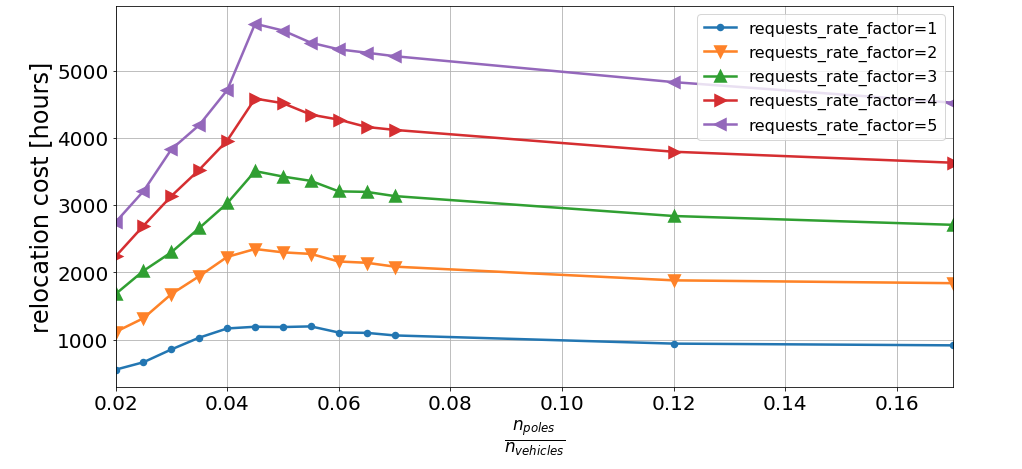 relocation cost [hours]
5000
4000
3000
2000
1000
requests_rate_factor=1
requests_rate_factor=2
requests_rate_factor=3
requests_rate_factor=4
requests_rate_factor=5
0.02 0.04 0.06 0.08 0.10 0.12 0.14 0.16
n_poles
n_vehicles